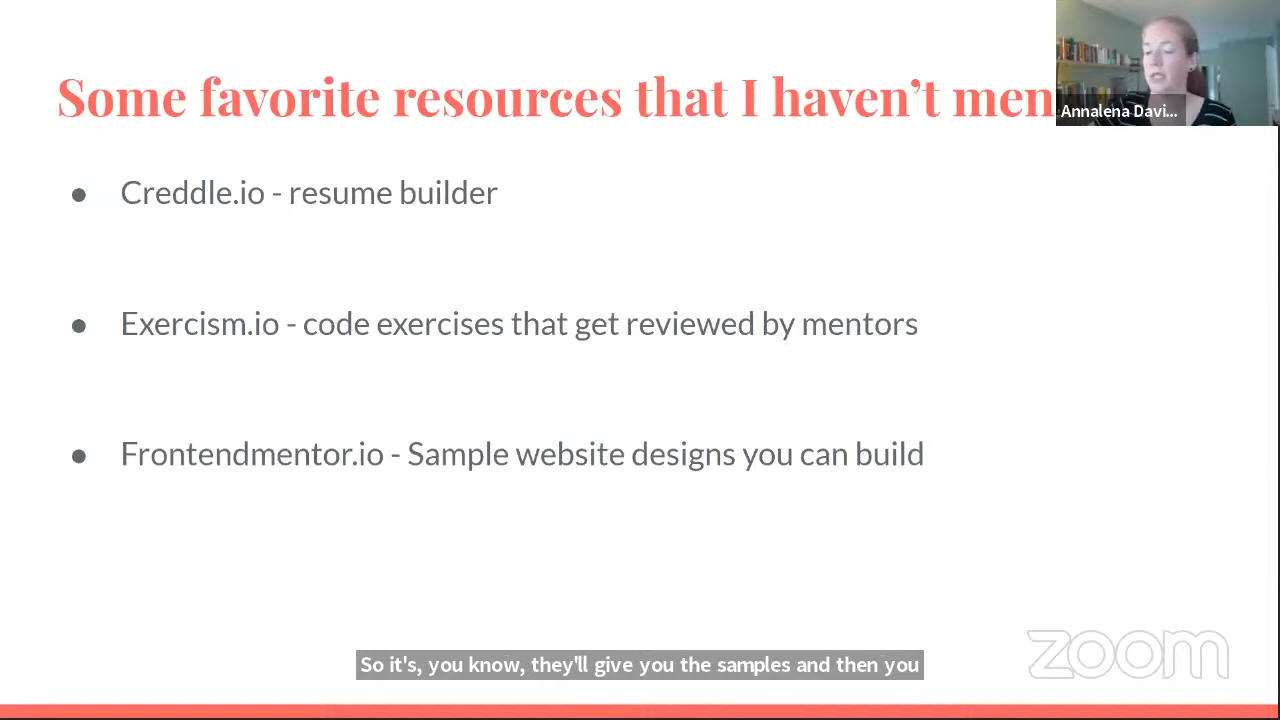 Some favorite resources that I haven't men
Annalena Davi...
● Creddle.io - resume builder
● Exercism.io - code exercises that get reviewed by mentors
● Frontendmentor.io - Sample website designs you can build
So it's, you know, they'll give you the samples and then you
zoom